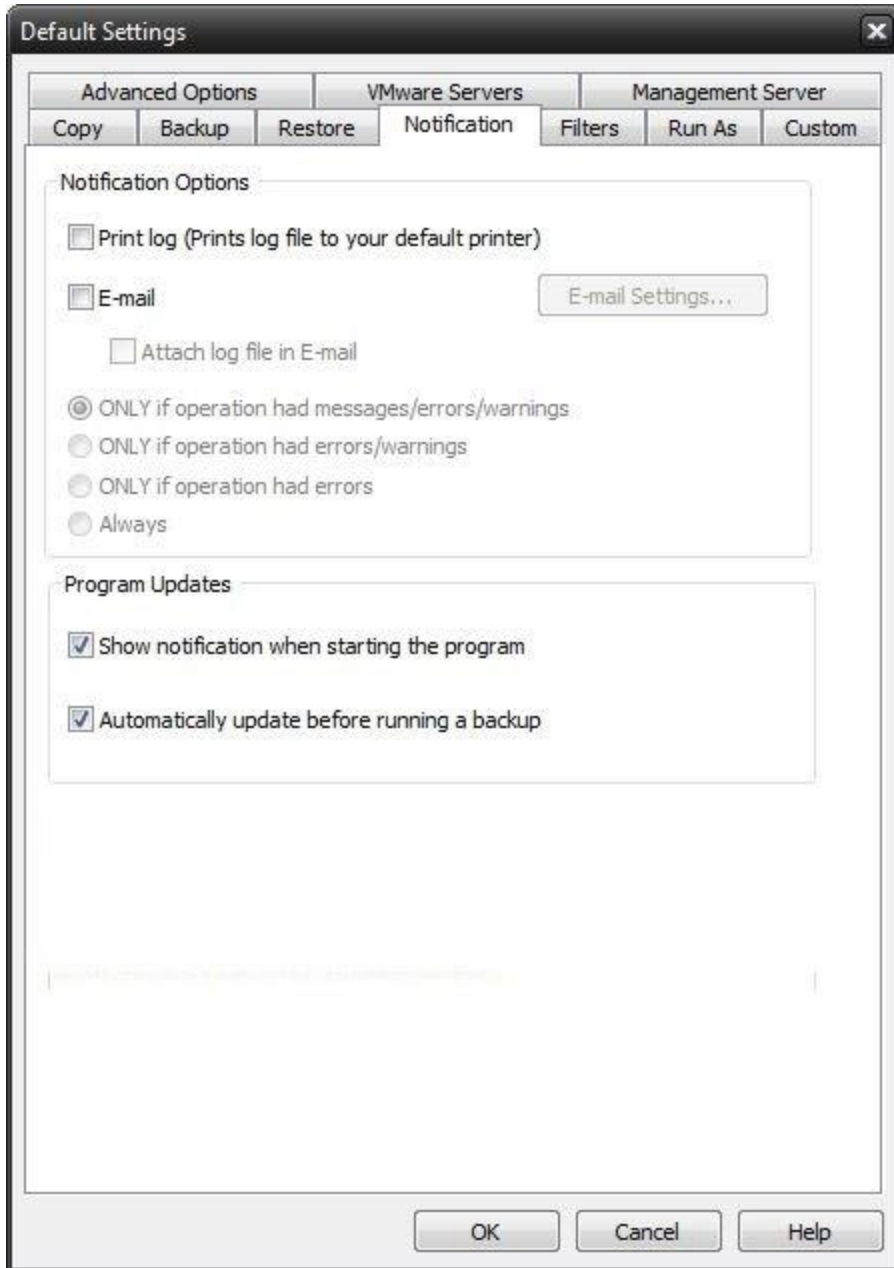 Default Settings
Advanced Options VMware Servers Management Server
Copy Backup Restore Notification Filters Run As Custom
Notification Options
Print log (Prints log file to your default printer)
E-mail E-mail Settings...
Attach log file in E-mail
ONLY if operation had messages/errors/warnings
ONLY if operation had errors/warnings
ONLY if operation had errors
Always
Program Updates
Show notification when starting the program
Automatically update before running a backup
OK Cancel Help